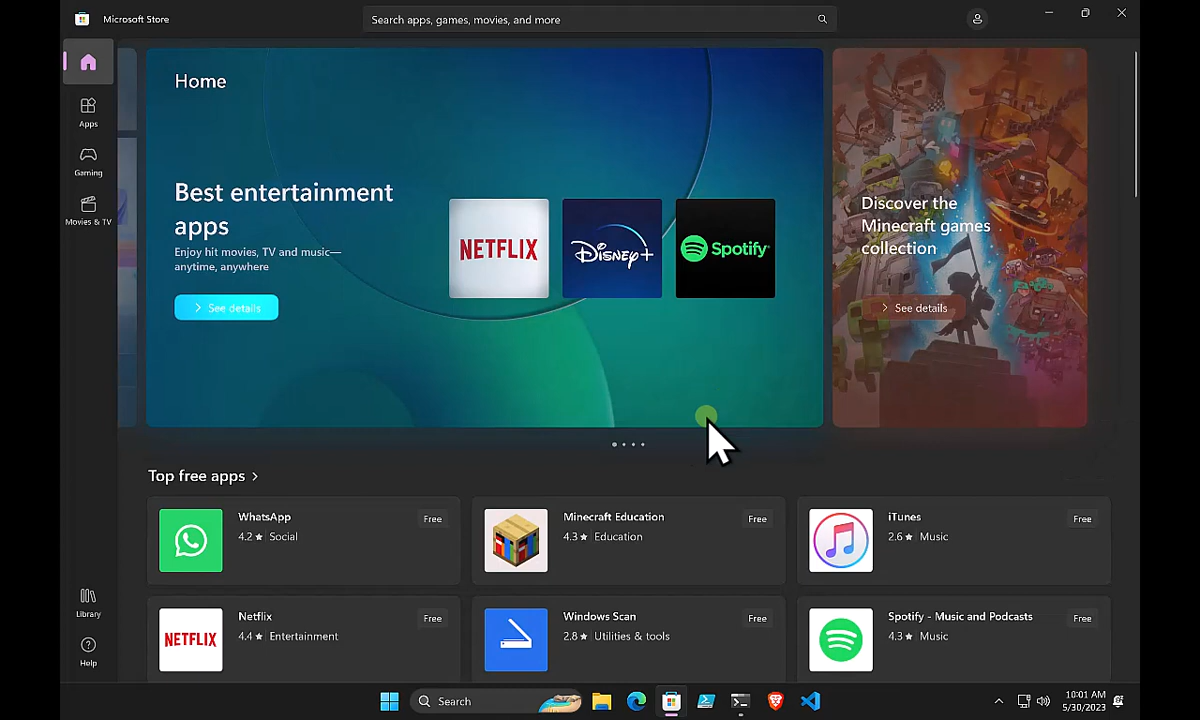 Microsoft Store
Search apps, games, movies, and more
Home
Apps
Gaming
Movies & TV
Best entertainment
apps
Enjoy hit movies, TV and music—
anytime, anywhere
See details
NETFLIX
Disney+
Spotify
Discover the
Minecraft games
collection
See details
Top free apps
WhatsApp
Free
4.2 ★ Social
Minecraft Education
Free
4.3 ★ Education
iTunes
Free
2.6 ★ Music
NETFLIX
Netflix
Free
4.4 ★ Entertainment
Windows Scan
Free
2.8 ★ Utilities & tools
Spotify - Music and Podcasts
Free
4.3 ★ Music
Library
Help
Search
10:01 AM
5/30/2023